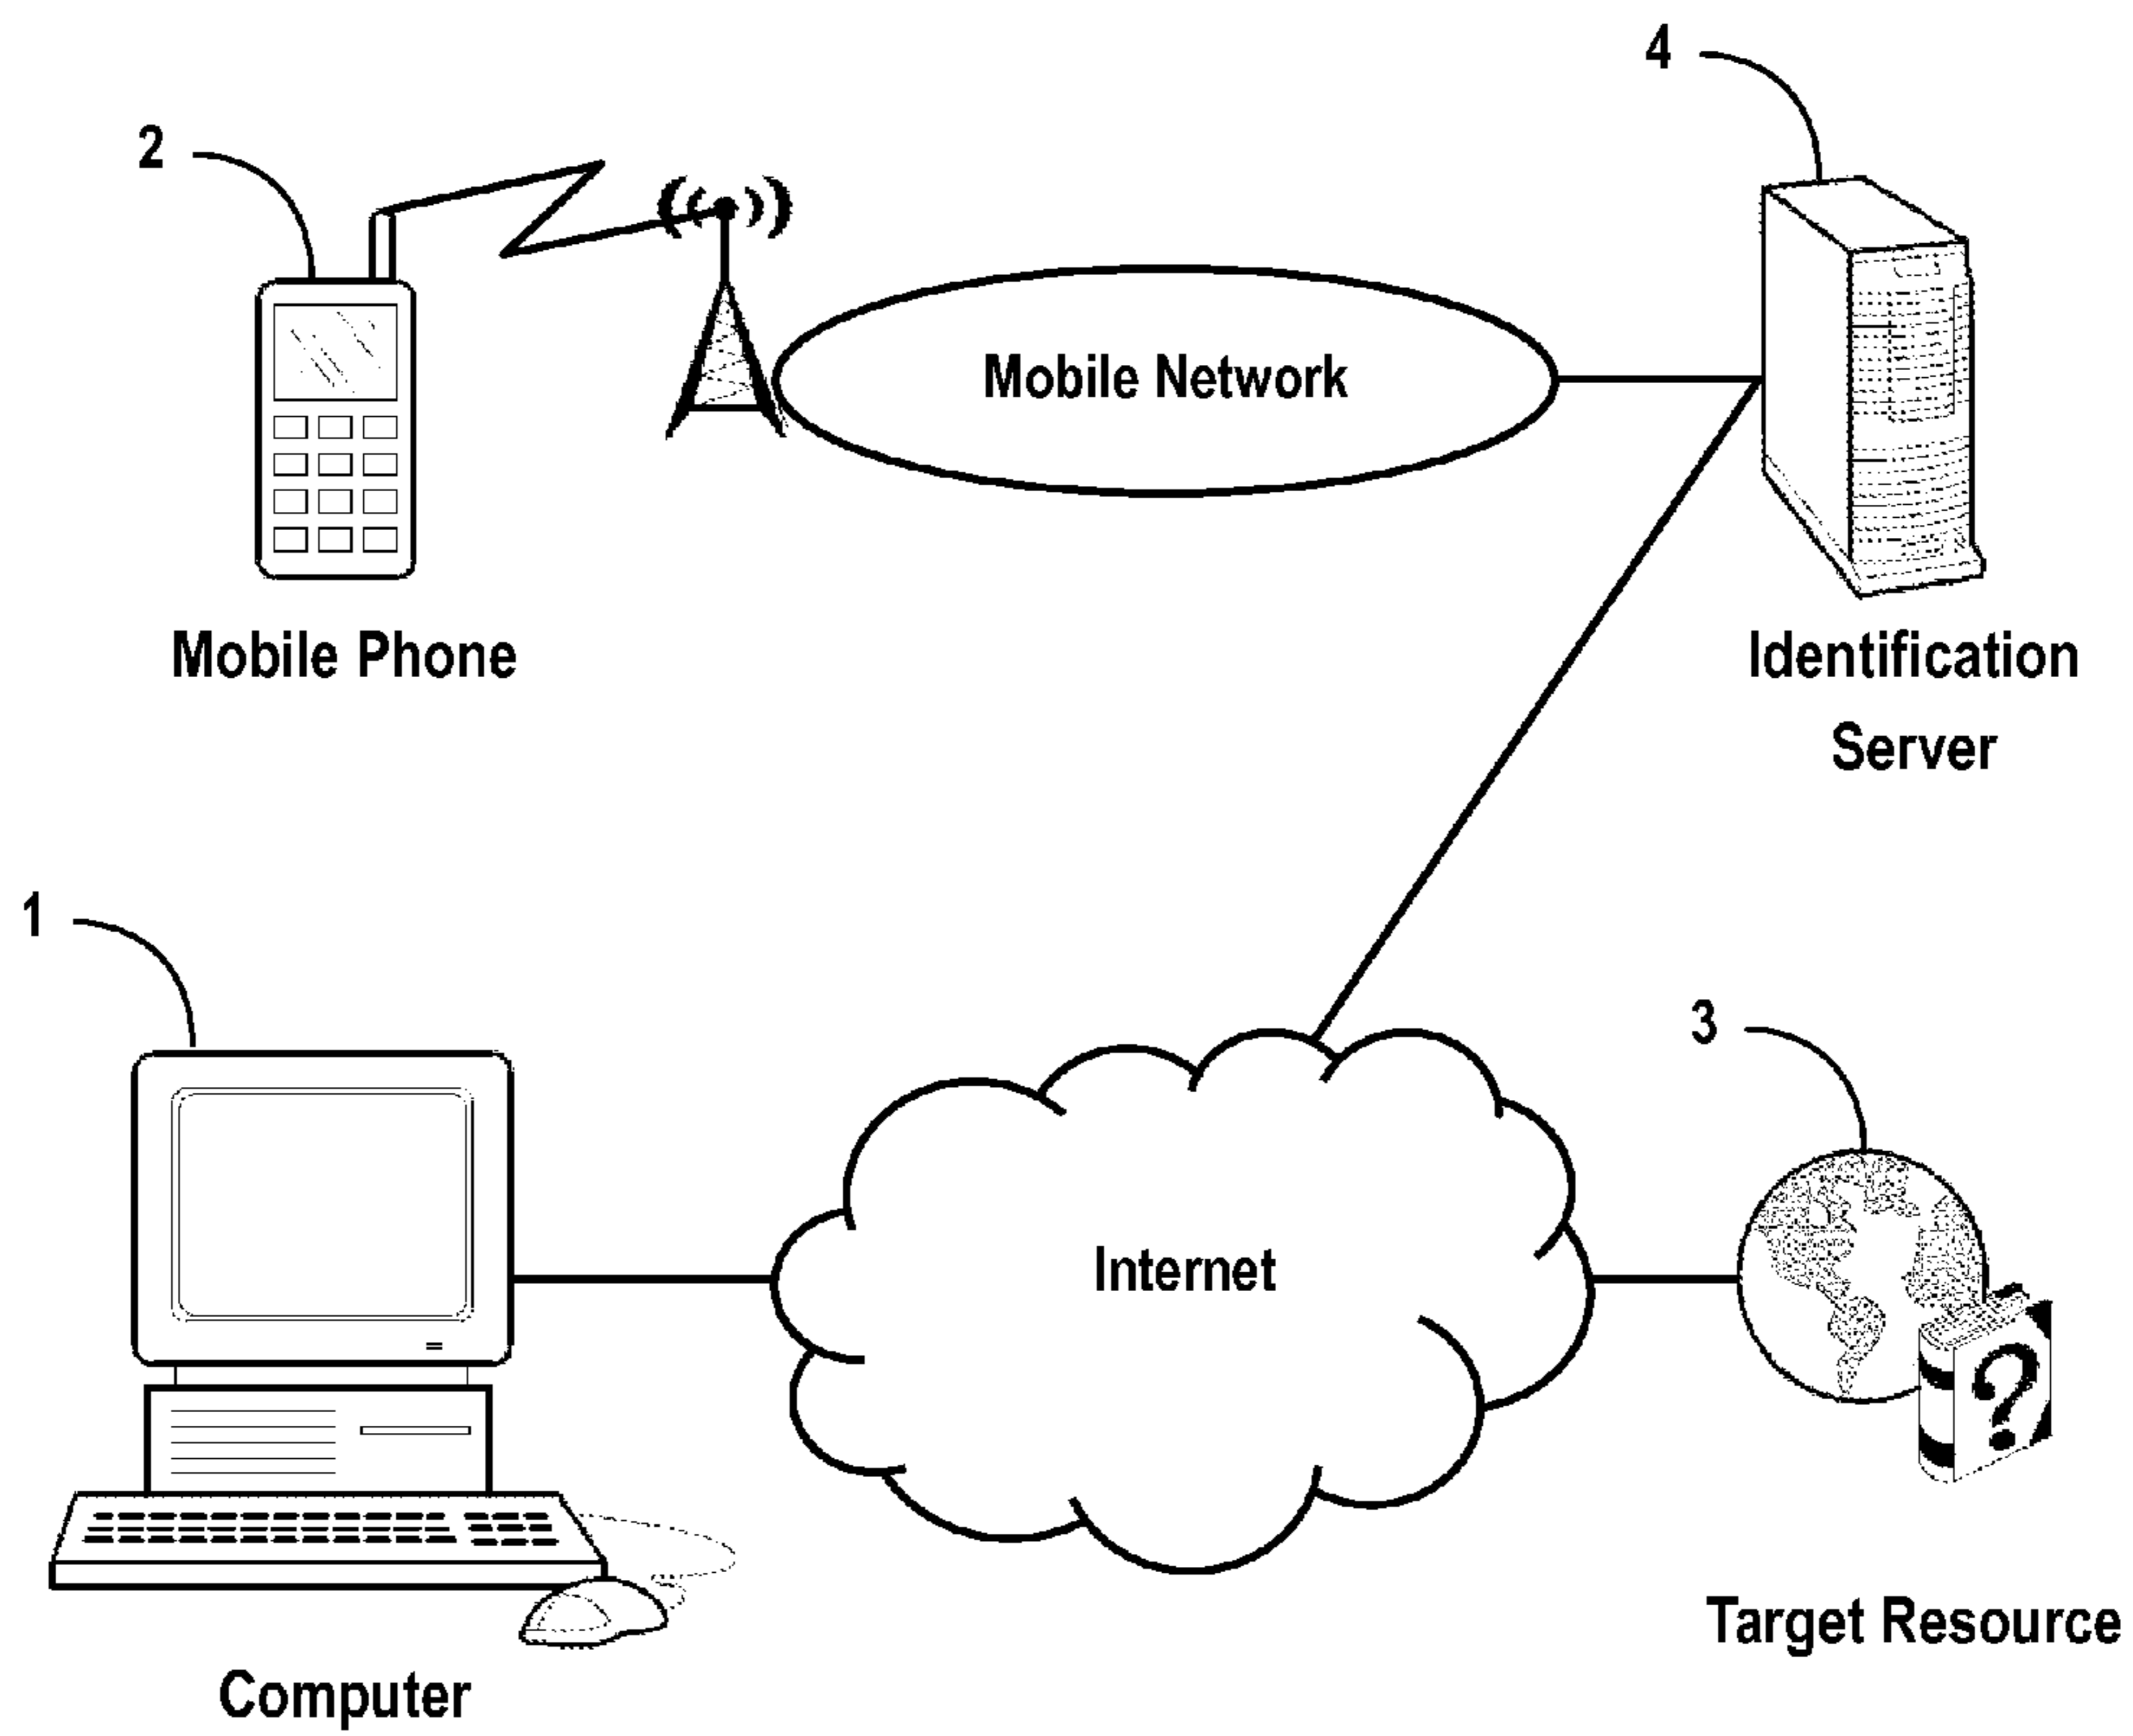 4
2
Mobile Network
Mobile Phone
Identification
Server
1
3
Internet
?
Target Resource
Computer